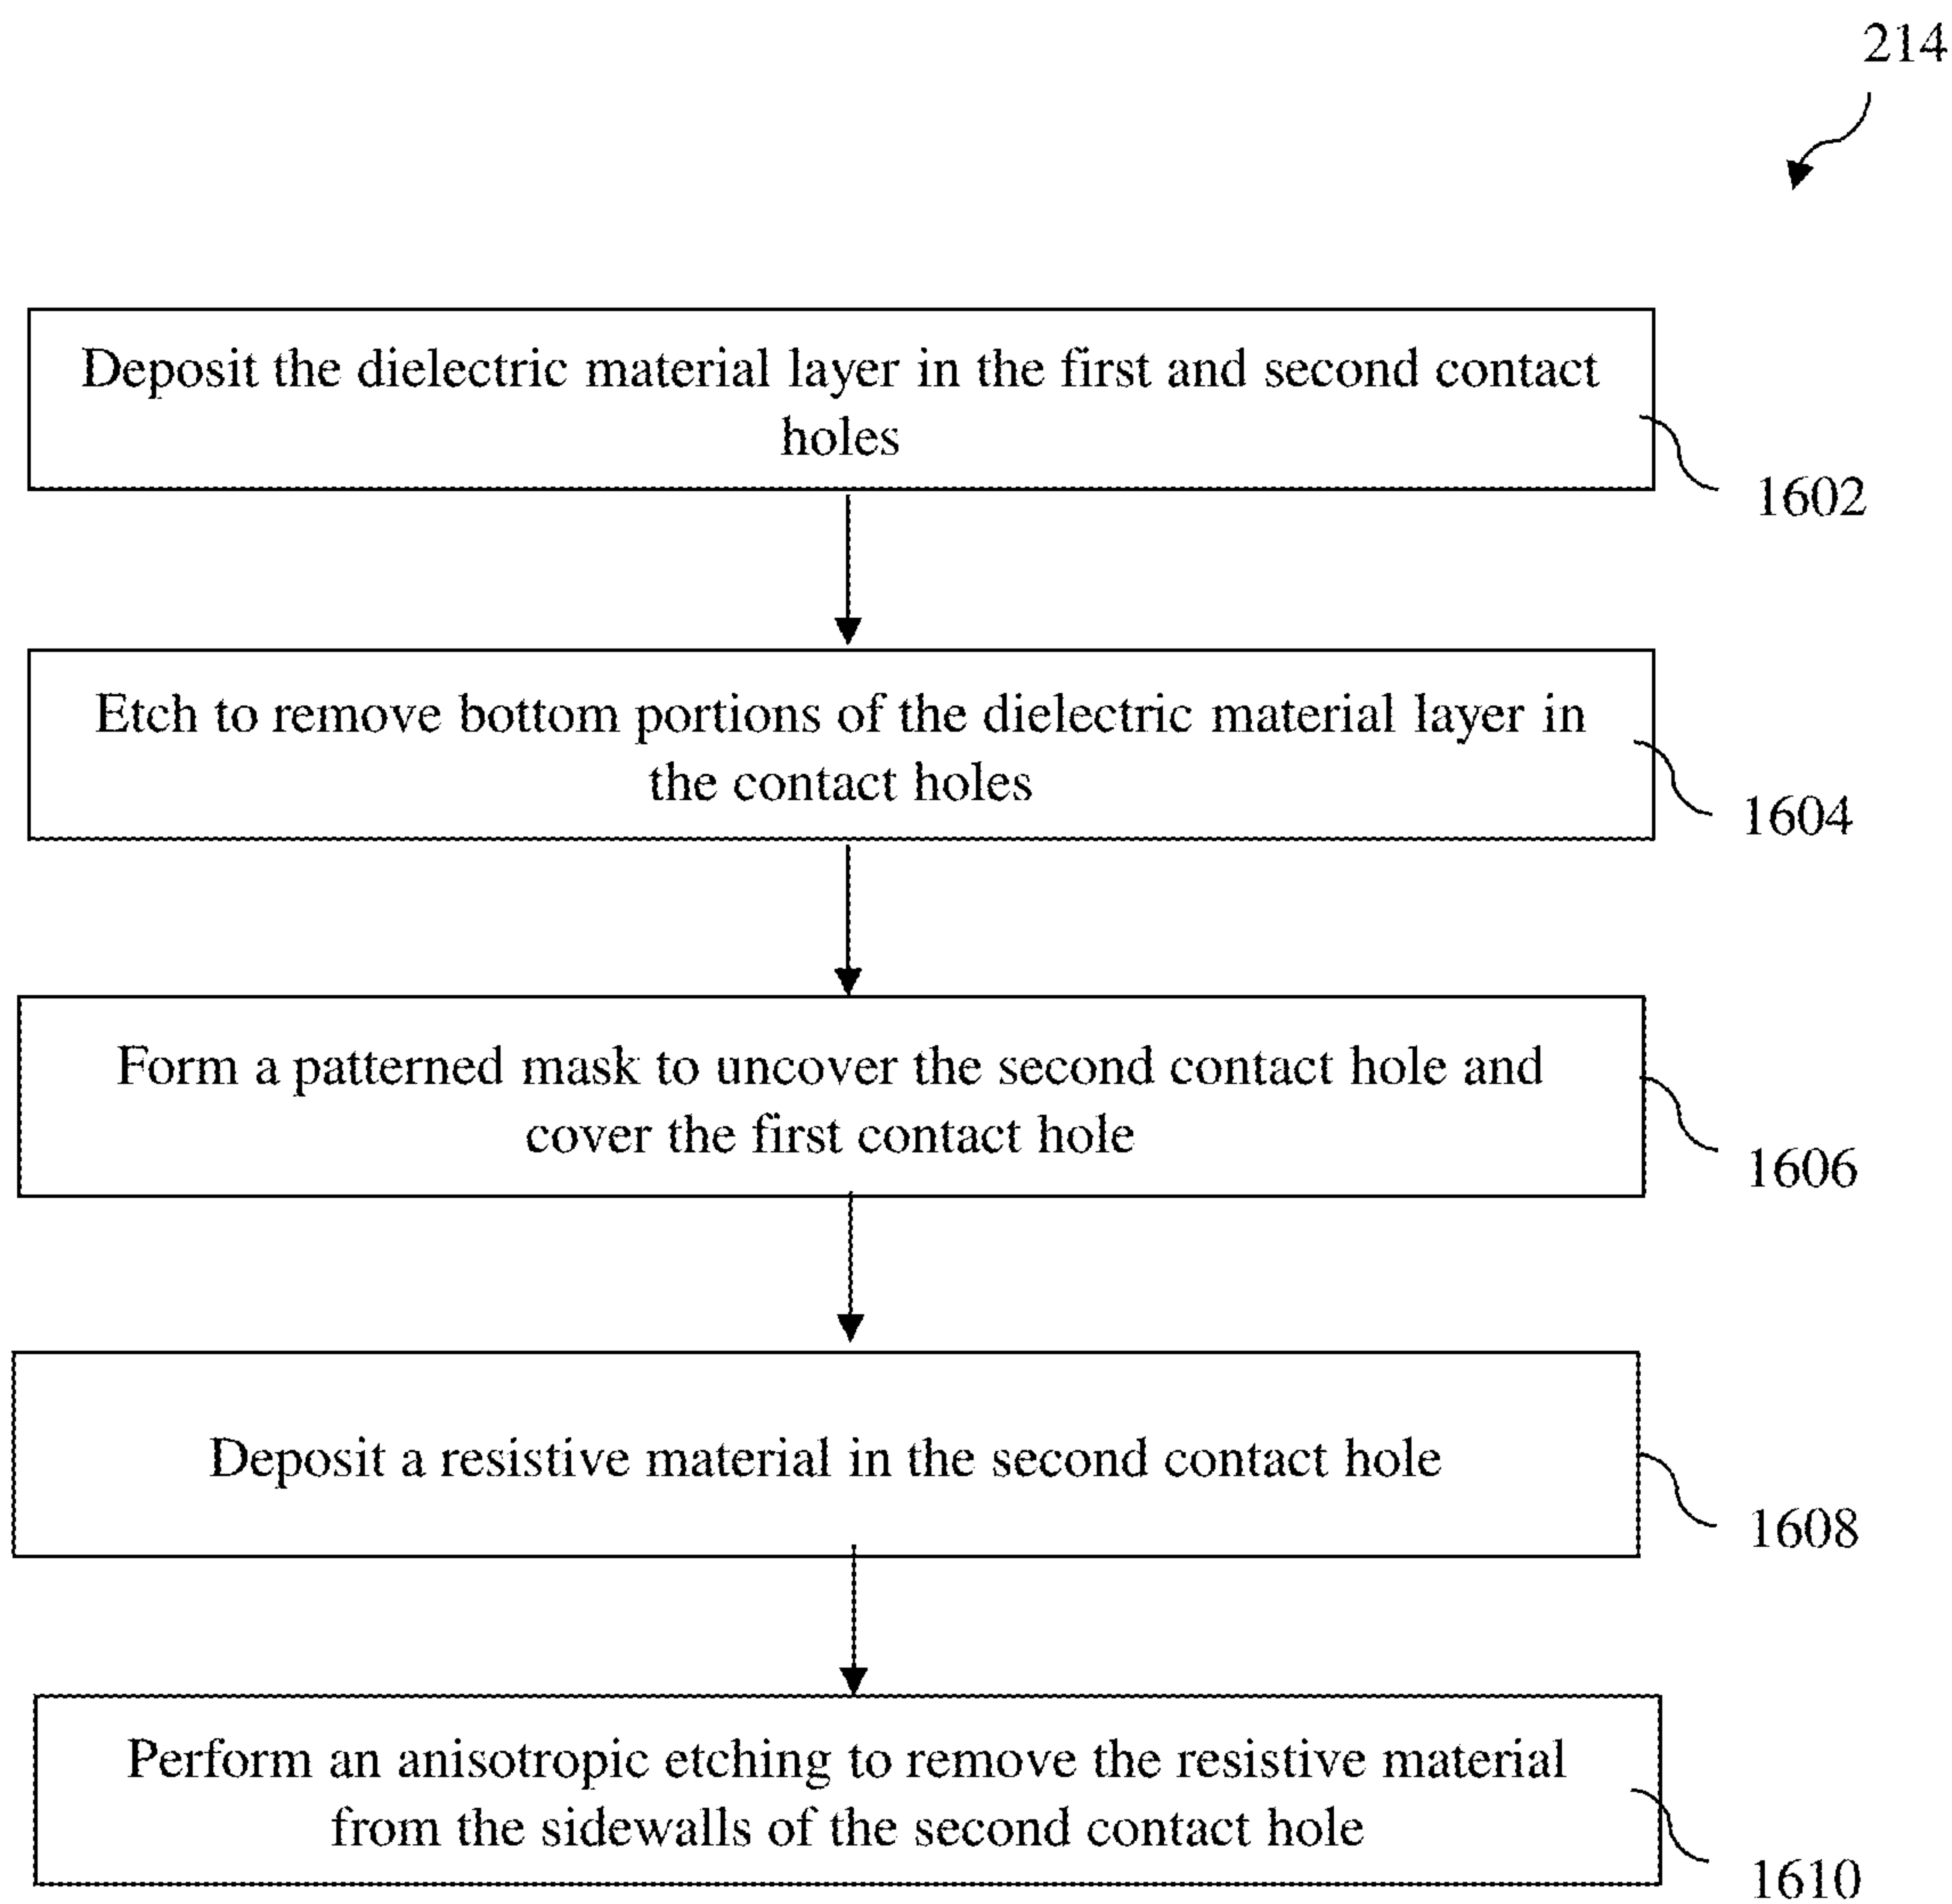 214
Deposit the dielectric material layer in the first and second contact
holes
1602
Etch to remove bottom portions of the dielectric material layer in
the contact holes
1604
Form a patterned mask to uncover the second contact hole and
cover the first contact hole
1606
Deposit a resistive material in the second contact hole
1608
Perform an anisotropic etching to remove the resistive material
from the sidewalls of the second contact hole
1610